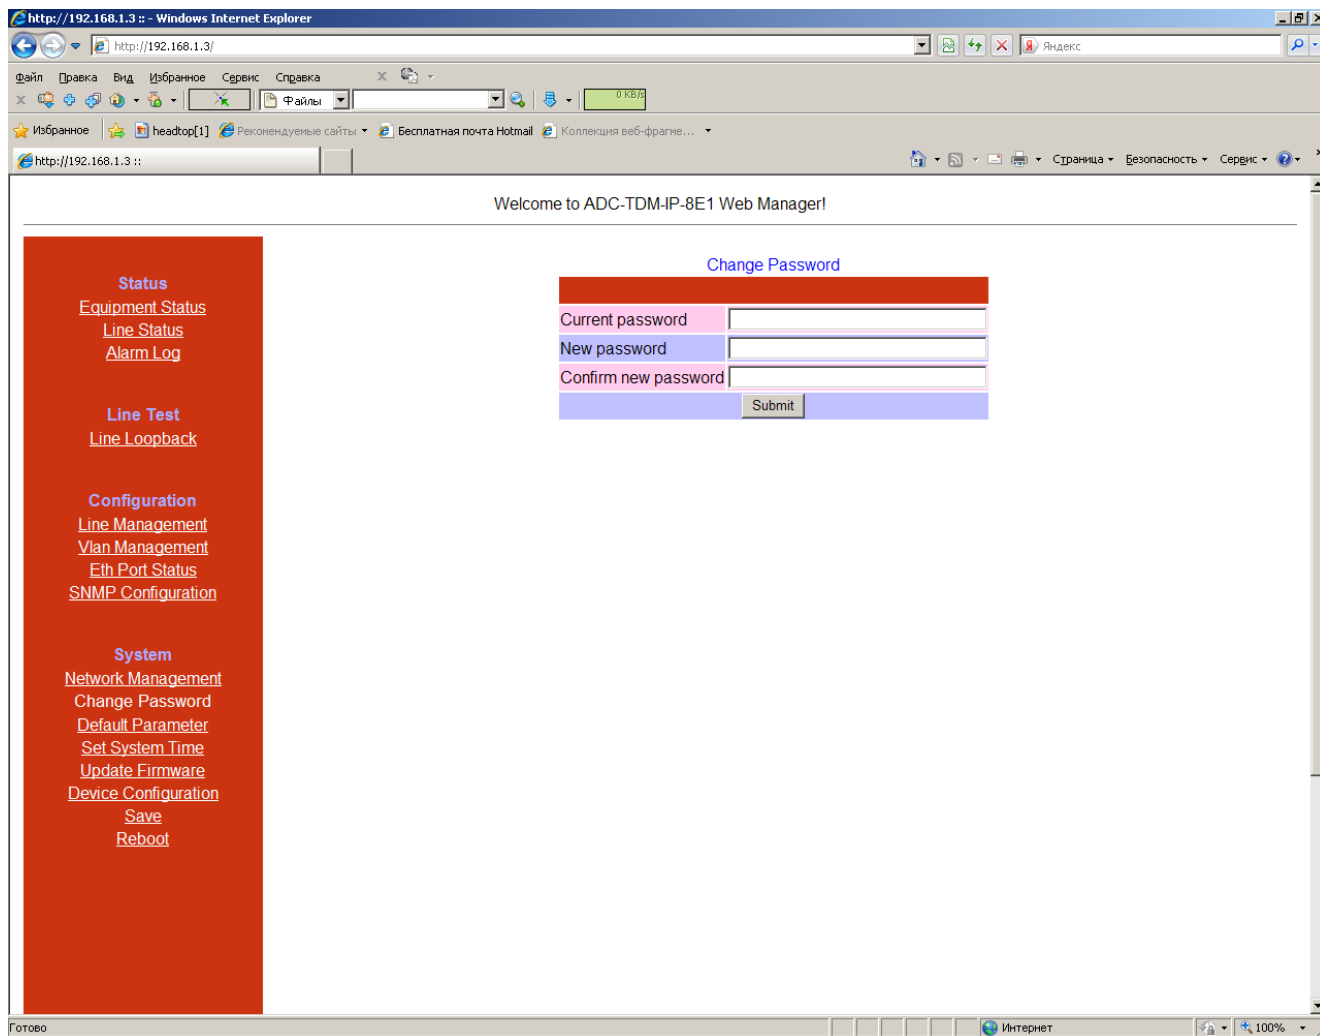 http://192.168.1.3 :: - Windows Internet Explorer
http://192.168.1.3/
Яндекс
Файл Правка Вид Избранное Сервис Справка
Файлы
0 KB/s
Избранное headtop[1] Рекомендуемые сайты Бесплатная почта Hotmail Коллекция веб-фрагме...
http://192.168.1.3 ::
Страница Безопасность Сервис
Welcome to ADC-TDM-IP-8E1 Web Manager!
Status
Equipment Status
Line Status
Alarm Log
Line Test
Line Loopback
Configuration
Line Management
Vlan Management
Eth Port Status
SNMP Configuration
System
Network Management
Change Password
Default Parameter
Set System Time
Update Firmware
Device Configuration
Save
Reboot
Change Password
Current password
New password
Confirm new password
Submit
Готово
Интернет
100%